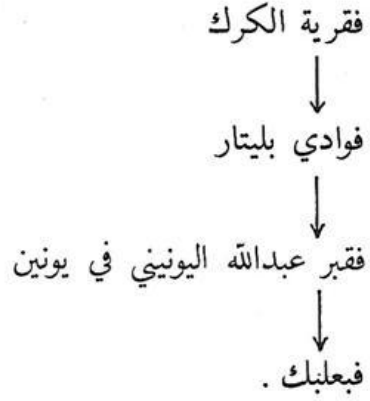 فقرية الكرك
فوادي بليتار
فقبر عبدالله اليونيني في يونين
فبعلبك .